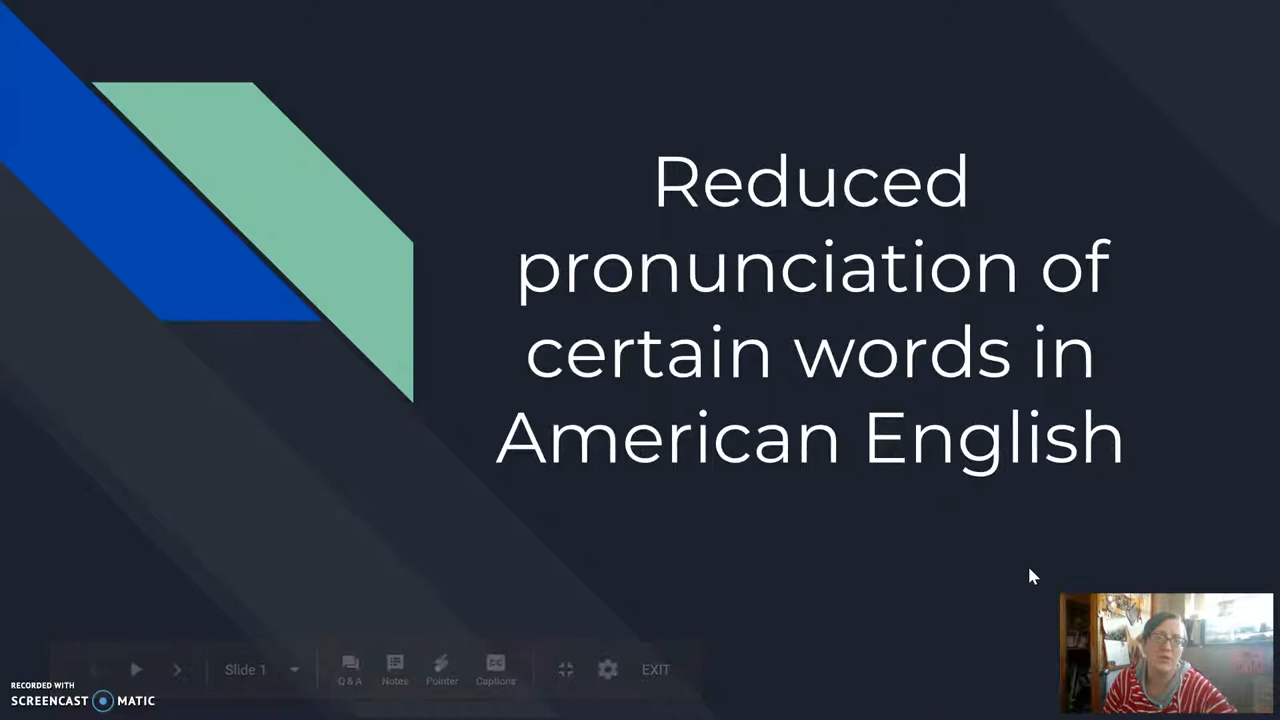 Reduced
pronunciation of
certain words in
American English
Slide 1
Q & A
Notes
Pointer
Captions
EXIT
RECORDED WITH
SCREENCAST MATIC